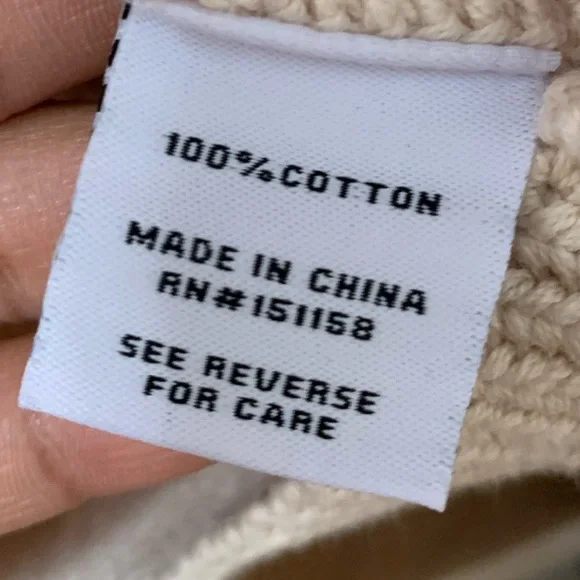 100%COTTON
MADE IN CHINA
RN#151158
SEE REVERSE
FOR CARE